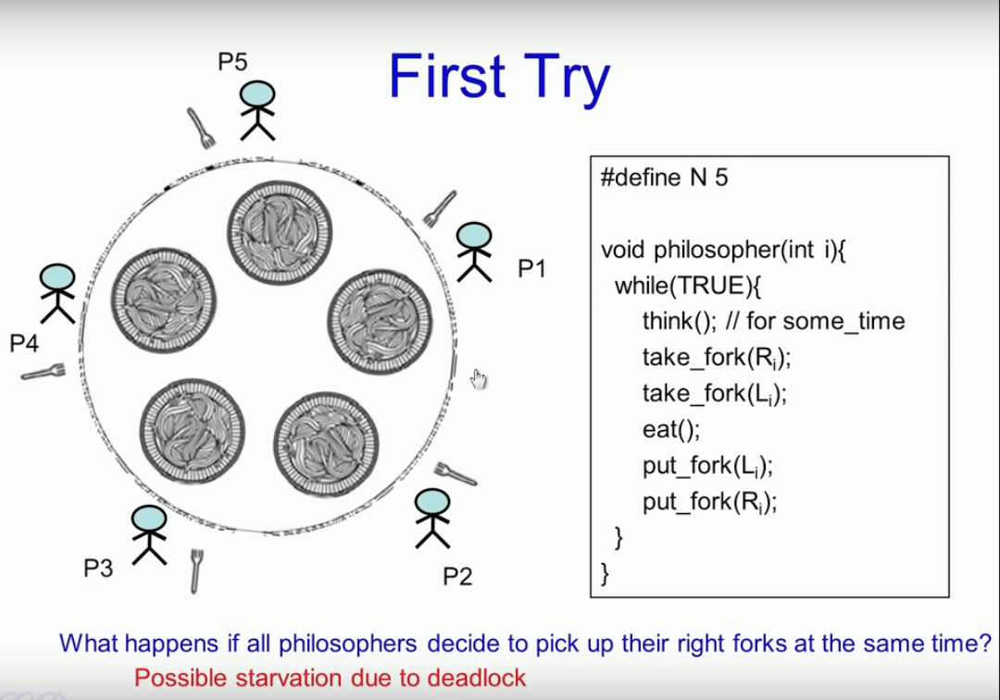 First Try
P5
P1
P4
P3
P2
#define N 5
void philosopher(int i){
while(TRUE){
think(); // for some_time
take_fork(Rᵢ);
take_fork(Lᵢ);
eat();
put_fork(Lᵢ);
put_fork(Rᵢ);
}
}
What happens if all philosophers decide to pick up their right forks at the same time?
Possible starvation due to deadlock